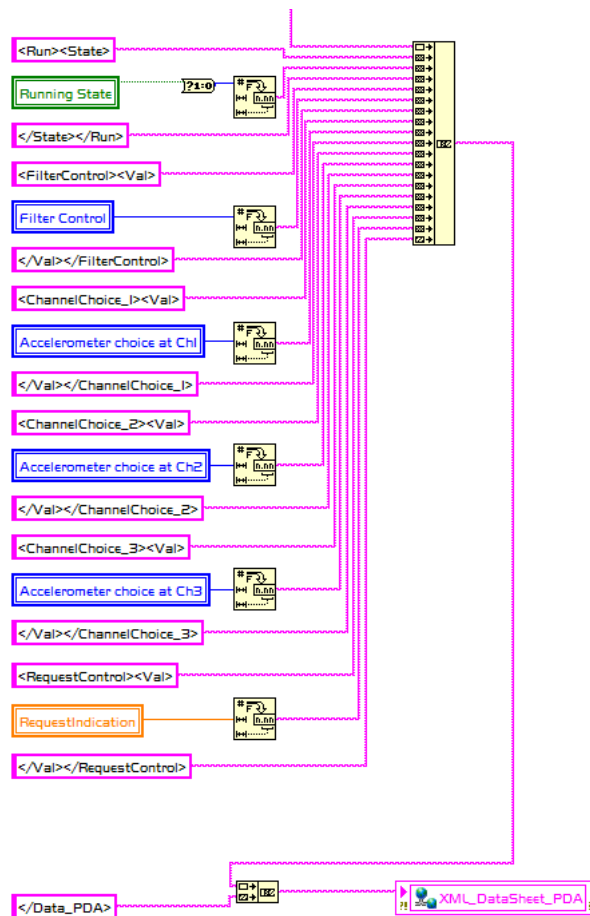 <Run><State>
Running State
?1:0
</State></Run>
<FilterControl><Val>
Filter Control
</Val></FilterControl>
<ChannelChoice_1><Val>
Accelerometer choice at Ch1
</Val></ChannelChoice_1>
<ChannelChoice_2><Val>
Accelerometer choice at Ch2
</Val></ChannelChoice_2>
<ChannelChoice_3><Val>
Accelerometer choice at Ch3
</Val></ChannelChoice_3>
<RequestControl><Val>
RequestIndication
</Val></RequestControl>
</Data_PDA>
XML_DataSheet_PDA